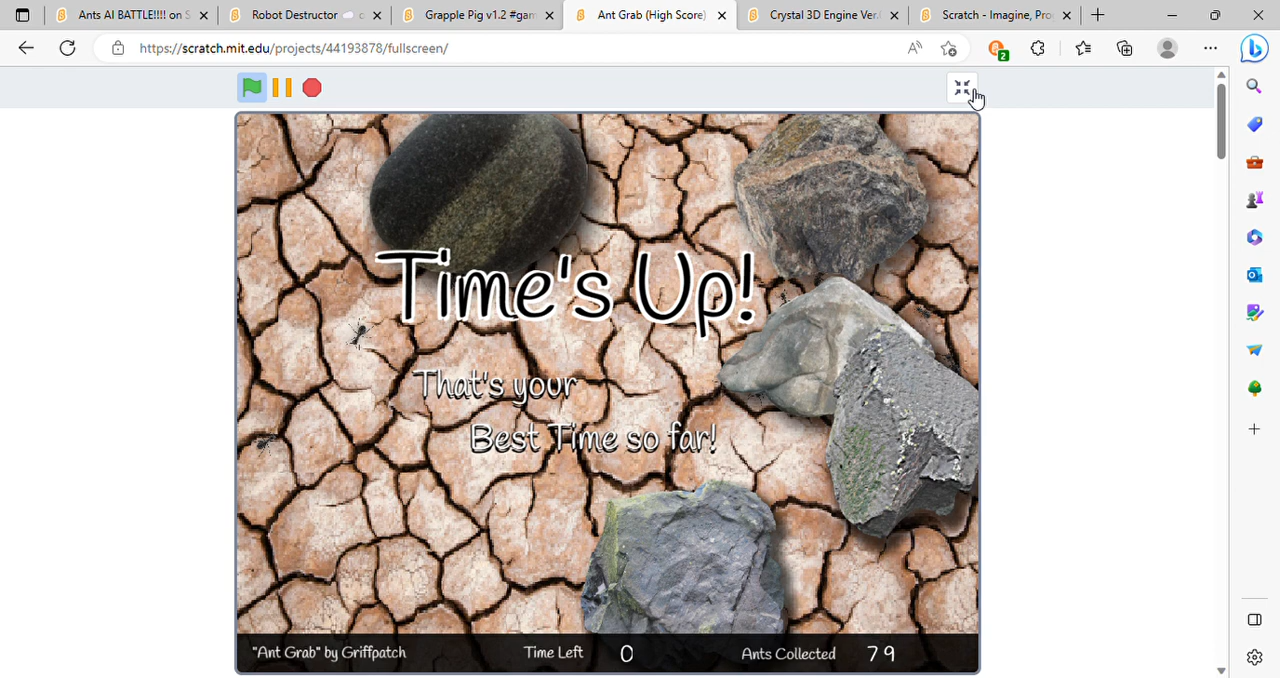 Ants AI BATTLE!!!! on S
Robot Destructor
Grapple Pig v1.2 #gam
Ant Grab (High Score)
Crystal 3D Engine Ver.
Scratch - Imagine, Pro
https://scratch.mit.edu/projects/44193878/fullscreen/
2
Time's Up!
That's your
Best Time so far!
"Ant Grab" by Griffpatch
Time Left 0
Ants Collected 79